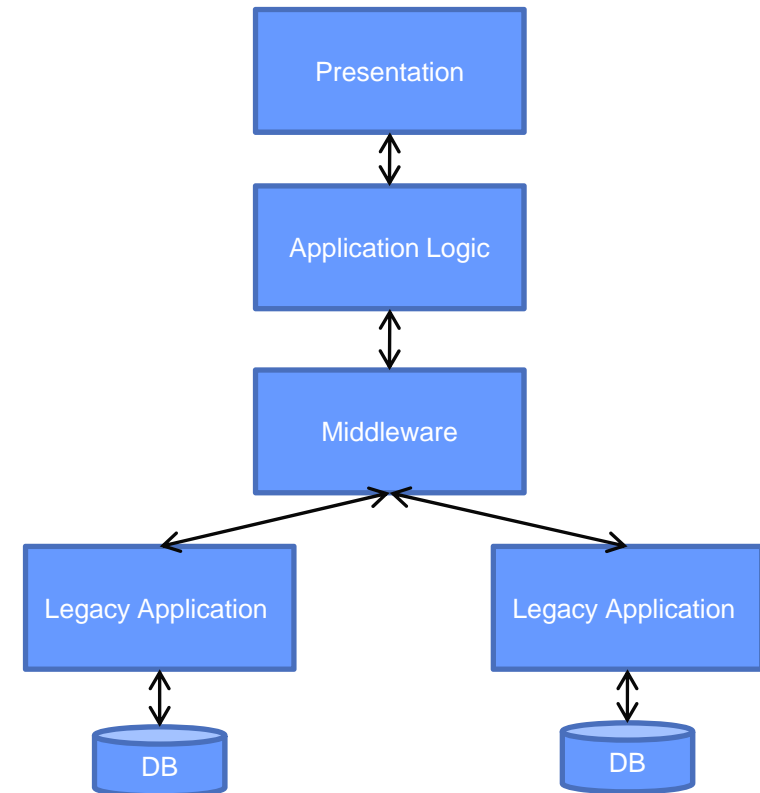 Presentation
Application Logic
Middleware
Legacy Application
Legacy Application
DB
DB